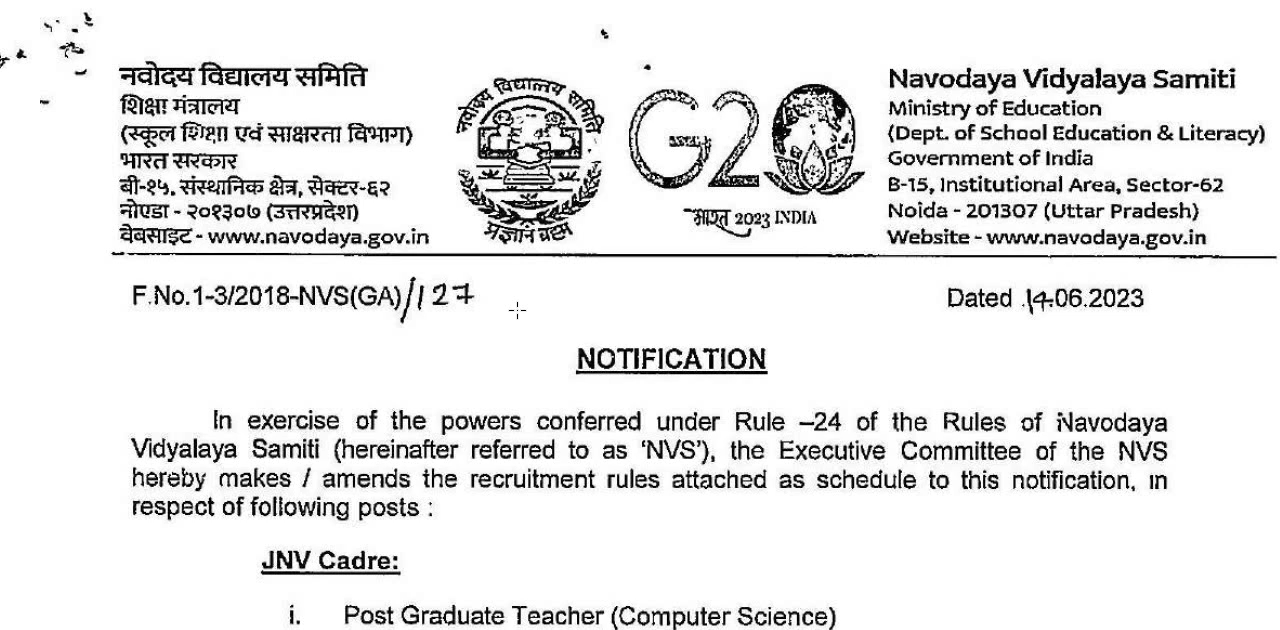 नवोदय विद्यालय समिति
शिक्षा मंत्रालय
(स्कूल शिक्षा एवं साक्षरता विभाग)
भारत सरकार
बी-१५, संस्थानिक क्षेत्र, सेक्टर-६२
नोएडा - २०१३०७ (उत्तरप्रदेश)
वेबसाइट - www.navodaya.gov.in
नवोदय विद्यालय समिति
प्रज्ञानं ब्रह्म
G20
भारत 2023 INDIA
Navodaya Vidyalaya Samiti
Ministry of Education
(Dept. of School Education & Literacy)
Government of India
B-15, Institutional Area, Sector-62
Noida - 201307 (Uttar Pradesh)
Website - www.navodaya.gov.in
F.No.1-3/2018-NVS(GA)/127
Dated 14.06.2023
NOTIFICATION
In exercise of the powers conferred under Rule –24 of the Rules of Navodaya
Vidyalaya Samiti (hereinafter referred to as ‘NVS’), the Executive Committee of the NVS
hereby makes / amends the recruitment rules attached as schedule to this notification, in
respect of following posts :
JNV Cadre:
i. Post Graduate Teacher (Computer Science)